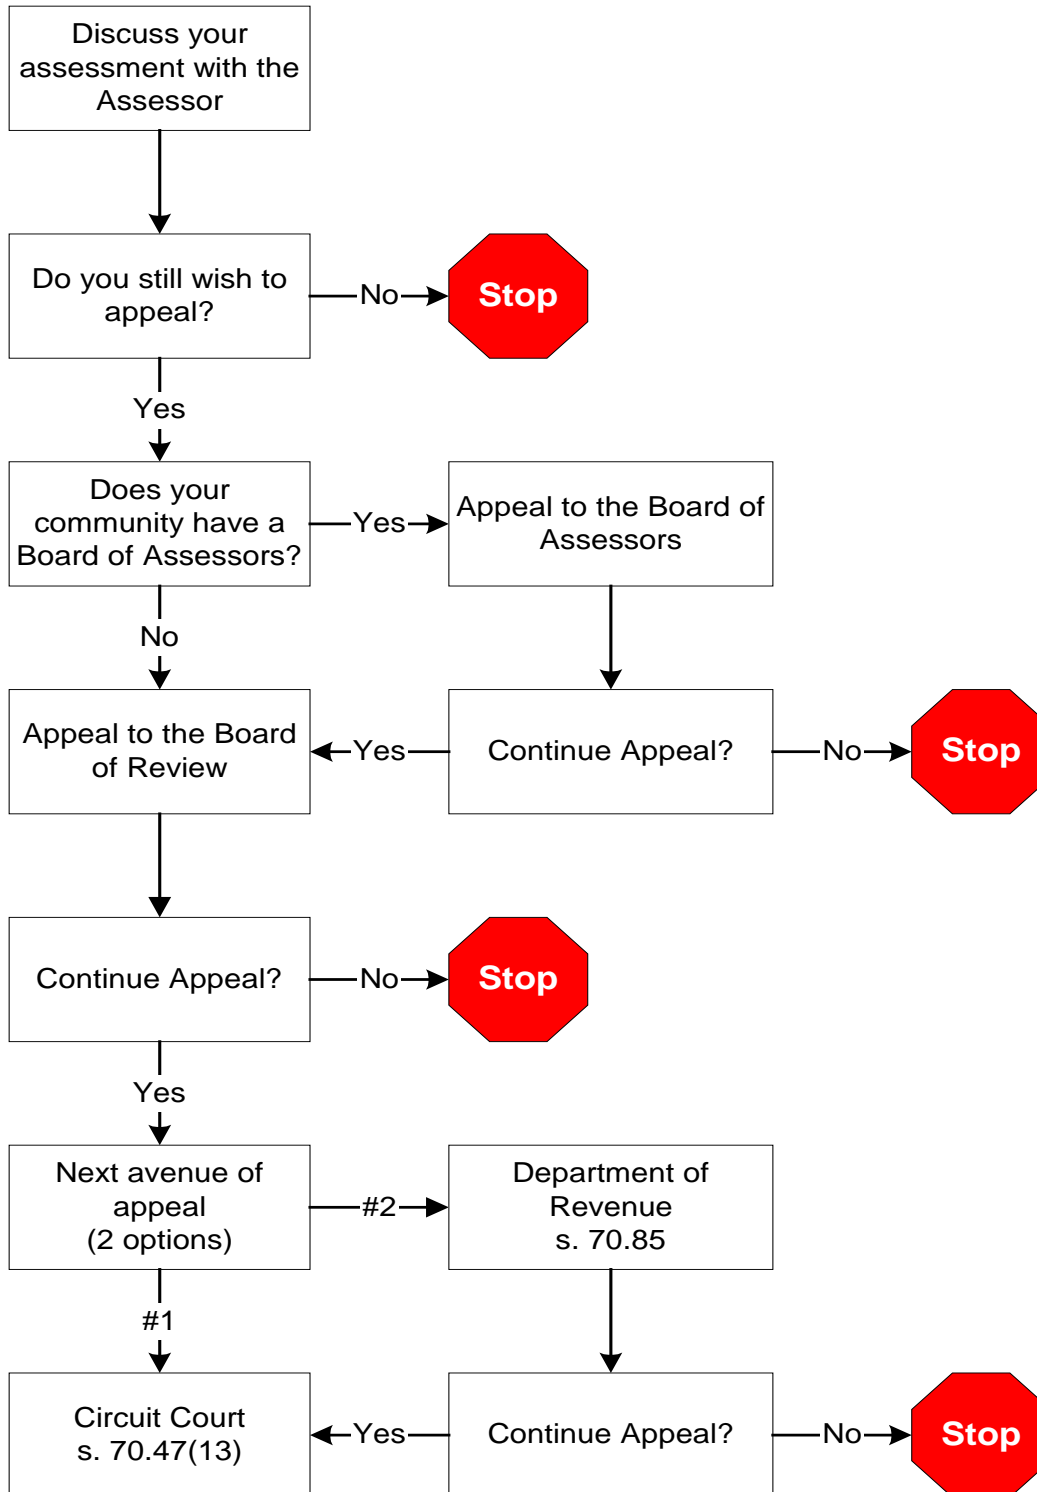 Discuss your
assessment with the
Assessor
Do you still wish to
appeal?
No
Stop
Yes
Does your
community have a
Board of Assessors?
Yes
Appeal to the Board of
Assessors
No
Appeal to the Board
of Review
Yes
Continue Appeal?
No
Stop
Continue Appeal?
No
Stop
Yes
Next avenue of
appeal
(2 options)
#2
Department of
Revenue
s. 70.85
#1
Circuit Court
s. 70.47(13)
Yes
Continue Appeal?
No
Stop